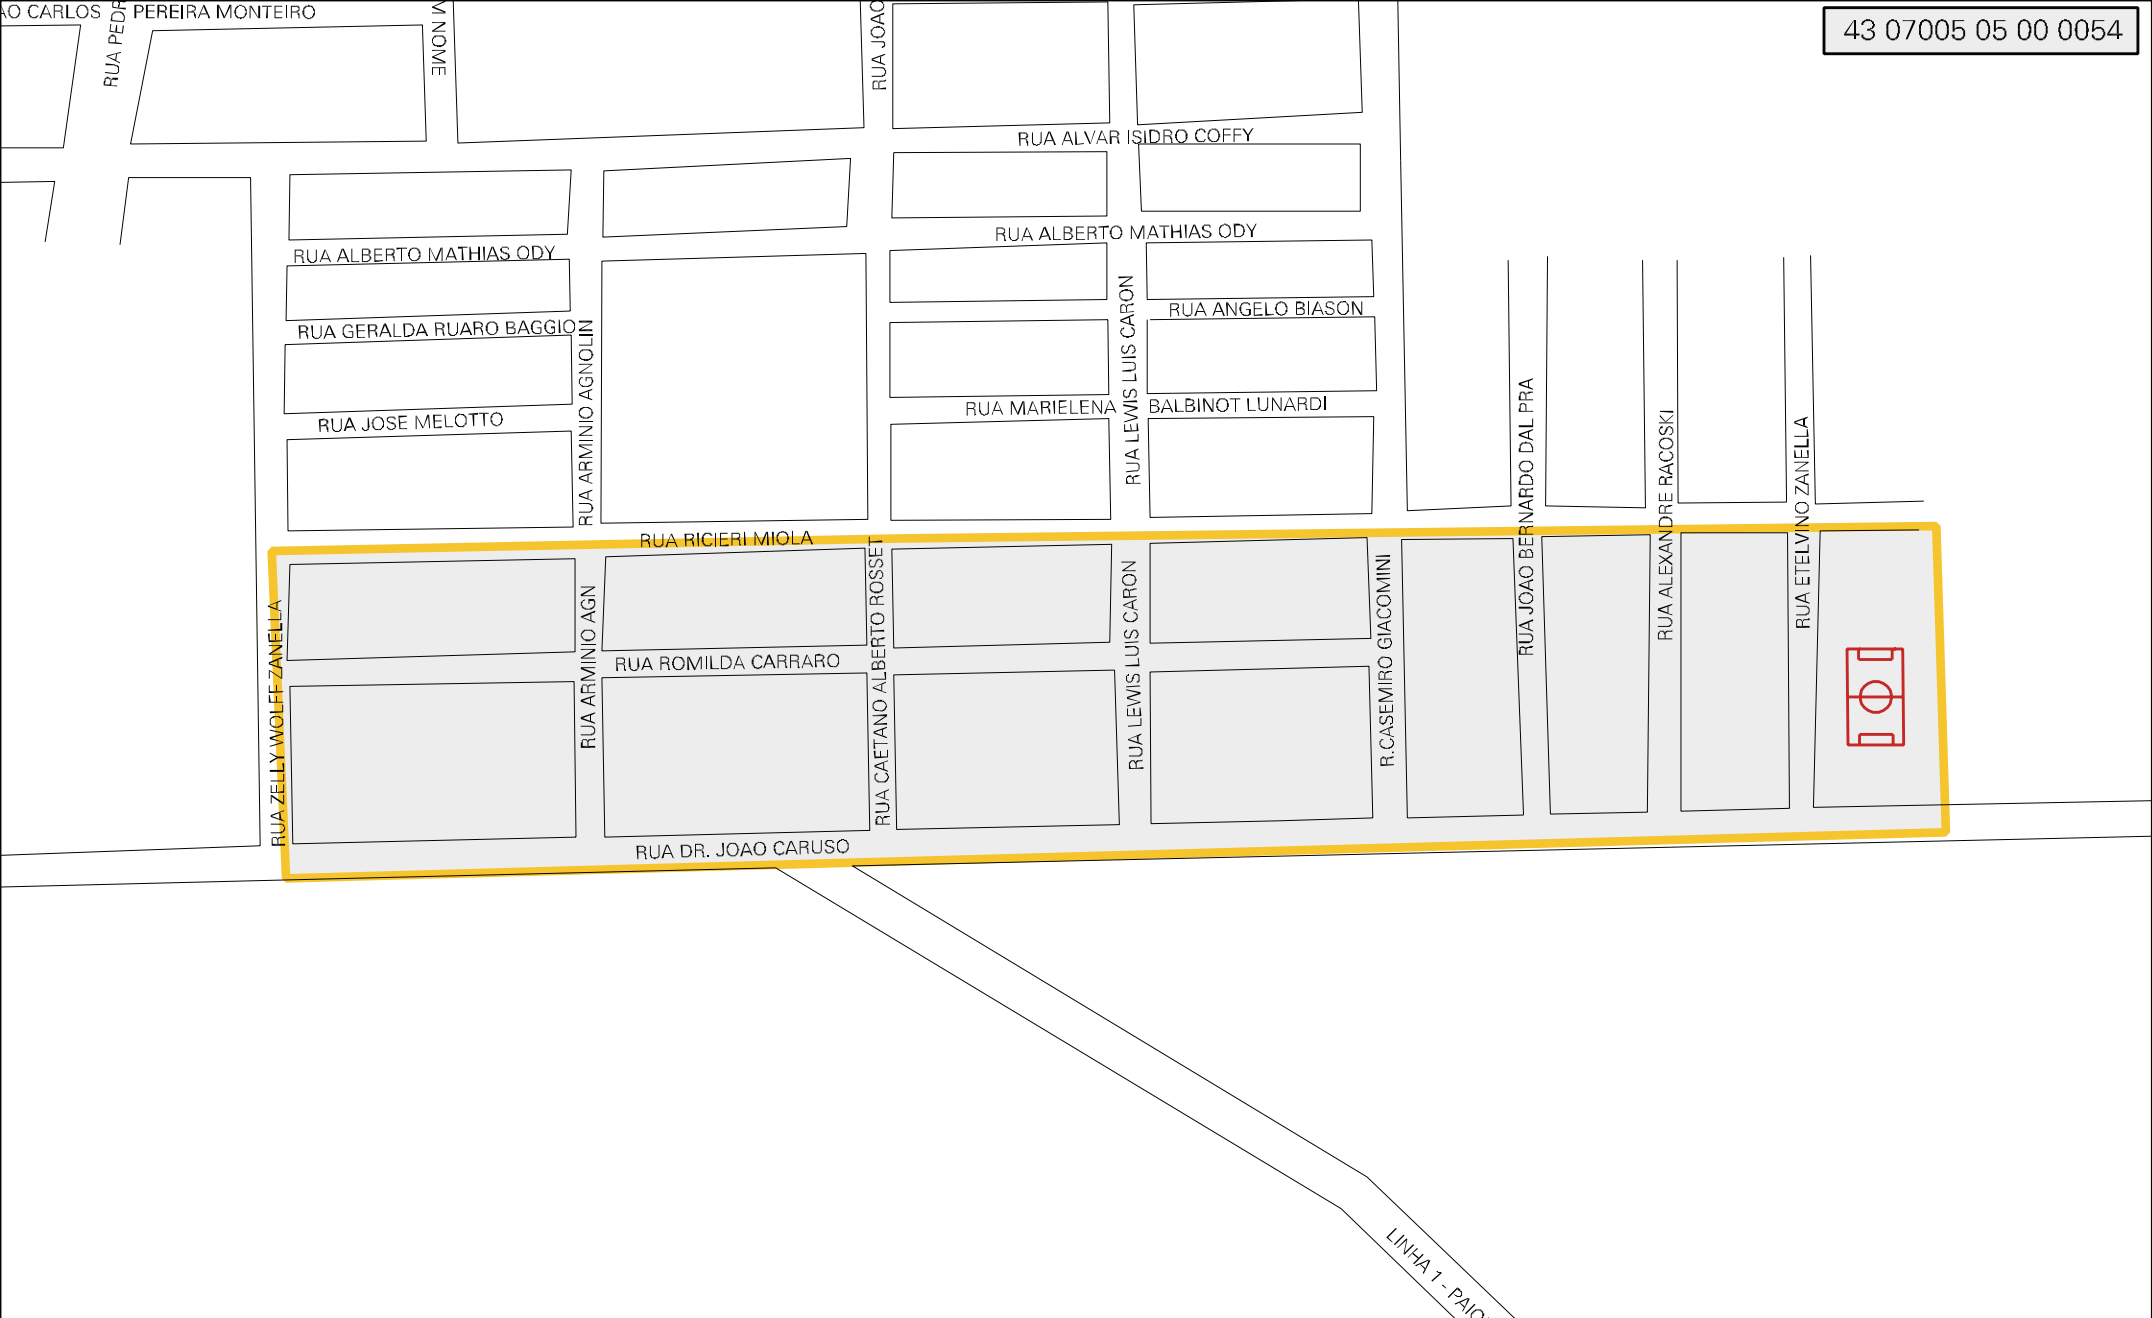 AO CARLOS PEREIRA MONTEIRO
RUA PEDR
M NOME
RUA JOAO
43 07005 05 00 0054
RUA ALVAR ISIDRO COFFY
RUA ALBERTO MATHIAS ODY
RUA ALBERTO MATHIAS ODY
RUA ANGELO BIASON
RUA GERALDA RUARO BAGGIO
RUA ARMINIO AGNOLIN
RUA LEWIS LUIS CARON
RUA MARIELENA BALBINOT LUNARDI
RUA JOSE MELOTTO
RUA JOAO BERNARDO DAL PRA
RUA ALEXANDRE RACOSKI
RUA ETELVINO ZANELLA
RUA RICIERI MIOLA
RUA ZELLY WOLFF ZANELLA
RUA ARMINIO AGN
RUA CAETANO ALBERTO ROSSET
RUA LEWIS LUIS CARON
R.CASEMIRO GIACOMINI
RUA ROMILDA CARRARO
RUA DR. JOAO CARUSO
LINHA 1 - PAIO